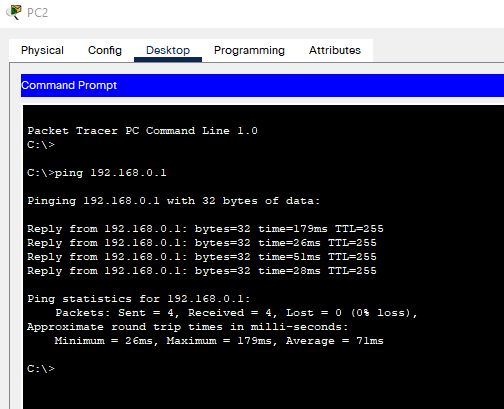 PC2
Physical Config Desktop Programming Attributes
Command Prompt
Packet Tracer PC Command Line 1.0
C:\>
C:\>ping 192.168.0.1
Pinging 192.168.0.1 with 32 bytes of data:
Reply from 192.168.0.1: bytes=32 time=179ms TTL=255
Reply from 192.168.0.1: bytes=32 time=26ms TTL=255
Reply from 192.168.0.1: bytes=32 time=51ms TTL=255
Reply from 192.168.0.1: bytes=32 time=28ms TTL=255
Ping statistics for 192.168.0.1:
Packets: Sent = 4, Received = 4, Lost = 0 (0% loss),
Approximate round trip times in milli-seconds:
Minimum = 26ms, Maximum = 179ms, Average = 71ms
C:\>